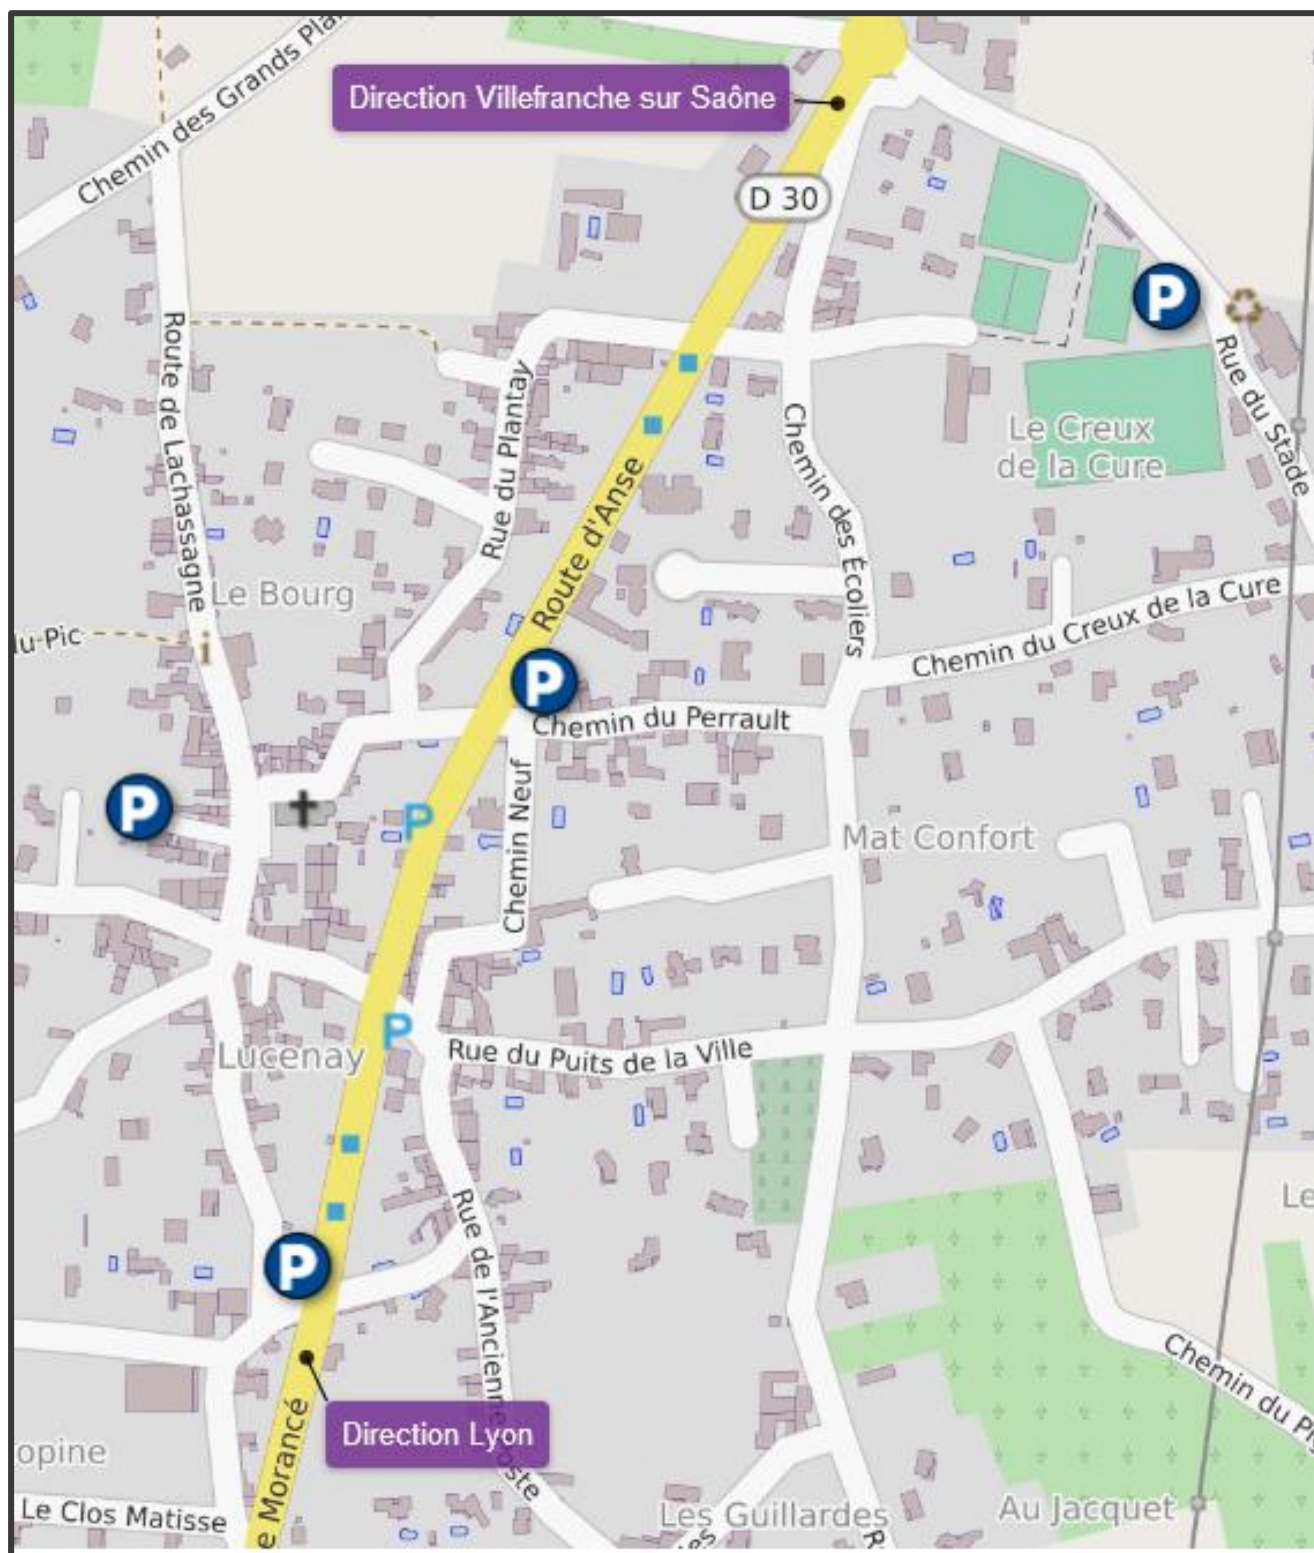 Chemin des Grands Pla
Direction Villefranche sur Saône
D 30
P
Route de Lachassagne
Rue du Plantay
Rue du Stade
Le Creux
de la Cure
Chemin des Écoliers
Route d'Anse
Le Bourg
Chemin du Creux de la Cure
lu-Pic
P
Chemin du Perrault
Chemin Neuf
P
P
Mat Confort
P
Lucenay
Rue du Puits de la Ville
Le
Rue de l'Ancienne
oste
P
Chemin du Pl
Direction Lyon
e Morancé
opine
Le Clos Matisse
Les Guillardes
Au Jacquet
es
R